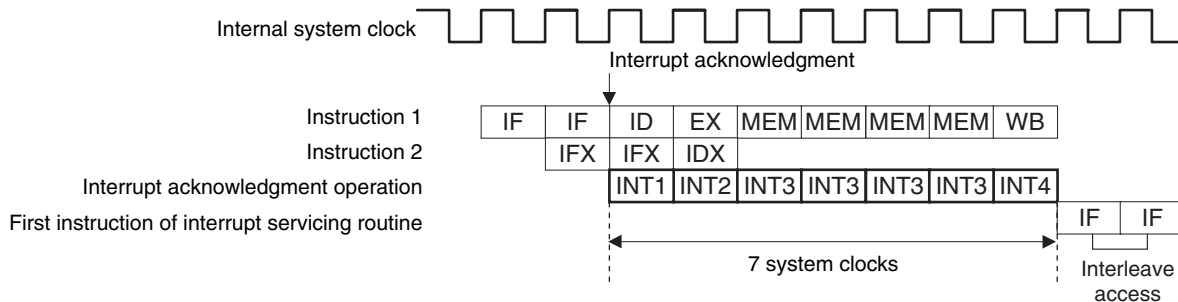 Internal system clock
Interrupt acknowledgment
Instruction 1 IF IF ID EX MEM MEM MEM MEM WB
Instruction 2 IFX IFX IDX
Interrupt acknowledgment operation INT1 INT2 INT3 INT3 INT3 INT3 INT4
First instruction of interrupt servicing routine IF IF
7 system clocks
Interleave
access